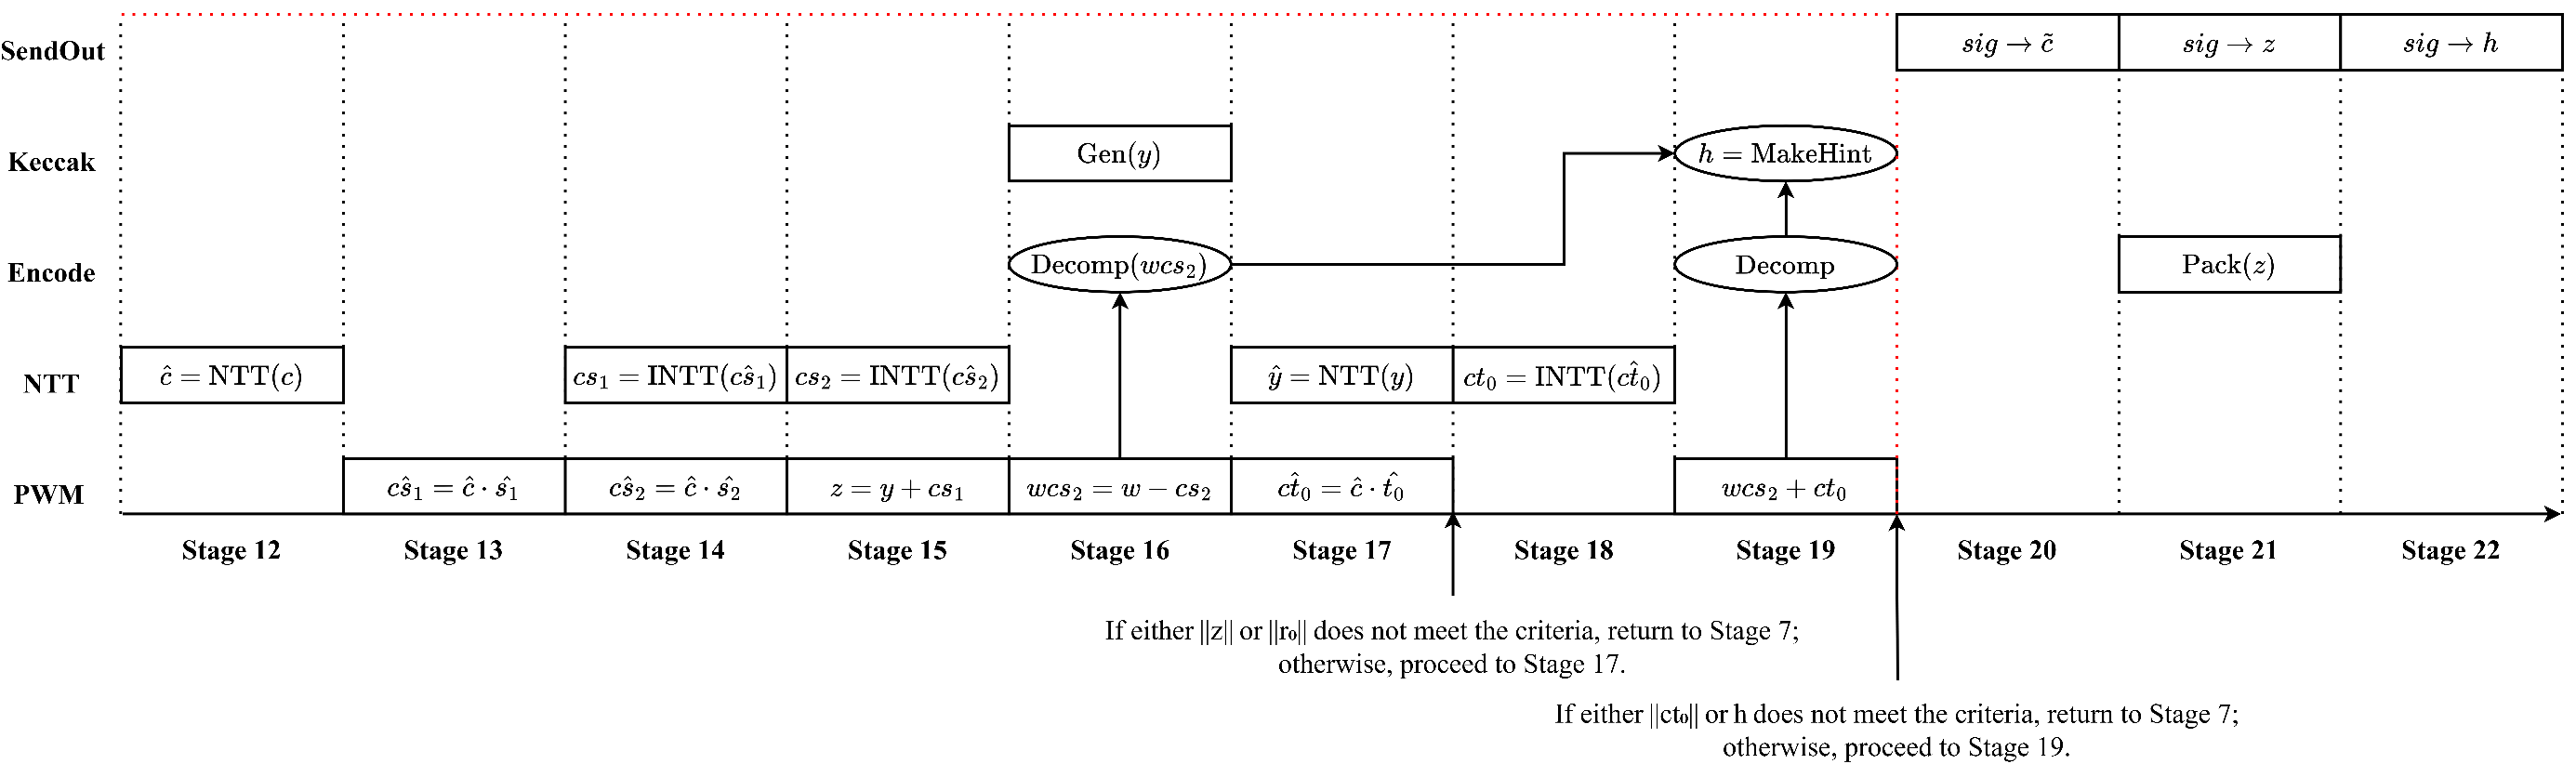 SendOut
sig → c̃
sig → z
sig → h
Keccak
Gen(y)
h = MakeHint
Encode
Decomp(wcs₂)
Decomp
Pack(z)
NTT
ĉ = NTT(c)
cs₁ = INTT(cŝ₁)
cs₂ = INTT(cŝ₂)
ŷ = NTT(y)
ct₀ = INTT(ct̂₀)
PWM
cŝ₁ = ĉ · ŝ₁
cŝ₂ = ĉ · ŝ₂
z = y + cs₁
wcs₂ = w − cs₂
ct̂₀ = ĉ · t̂₀
wcs₂ + ct₀
Stage 12
Stage 13
Stage 14
Stage 15
Stage 16
Stage 17
Stage 18
Stage 19
Stage 20
Stage 21
Stage 22
If either ||z|| or ||r₀|| does not meet the criteria, return to Stage 7;
otherwise, proceed to Stage 17.
If either ||ct₀|| or h does not meet the criteria, return to Stage 7;
otherwise, proceed to Stage 19.